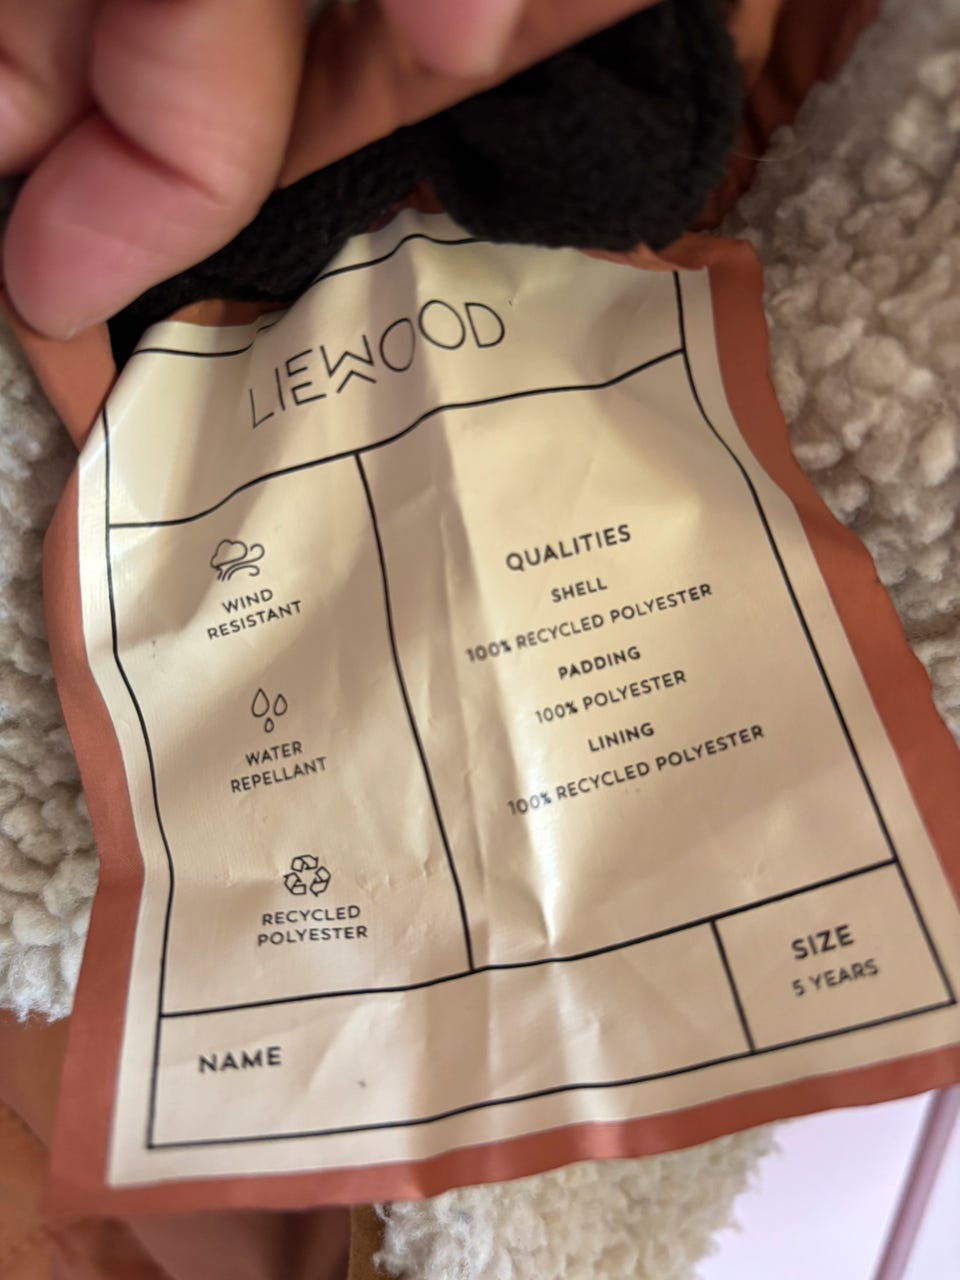 LIEWOOD
WIND
RESISTANT
WATER
REPELLANT
RECYCLED
POLYESTER
QUALITIES
SHELL
100% RECYCLED POLYESTER
PADDING
100% POLYESTER
LINING
100% RECYCLED POLYESTER
NAME
SIZE
5 YEARS